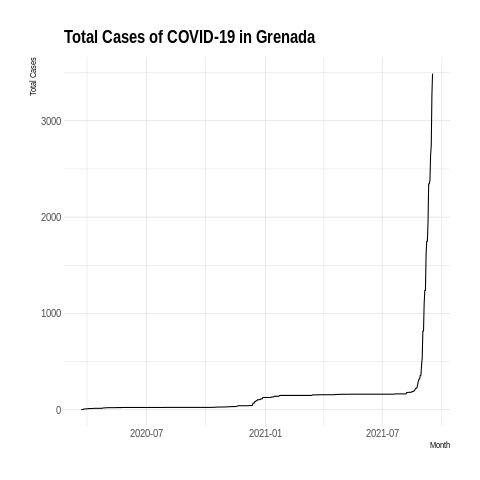 Total Cases of COVID-19 in Grenada
Total Cases
3000
2000
1000
0
2020-07
2021-01
2021-07
Month